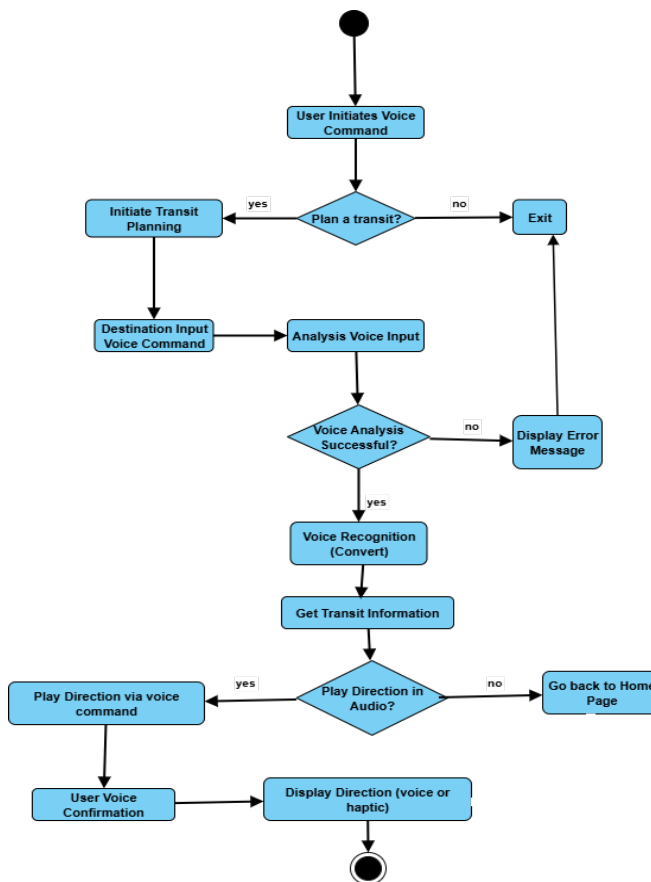 User Initiates Voice
Command
yes
no
Initiate Transit
Planning
Plan a transit?
Exit
Destination Input
Voice Command
Analysis Voice Input
Voice Analysis
Successful?
no
Display Error
Message
yes
Voice Recognition
(Convert)
Get Transit Information
yes
no
Play Direction via voice
command
Play Direction in
Audio?
Go back to Home
Page
User Voice
Confirmation
Display Direction (voice or
haptic)